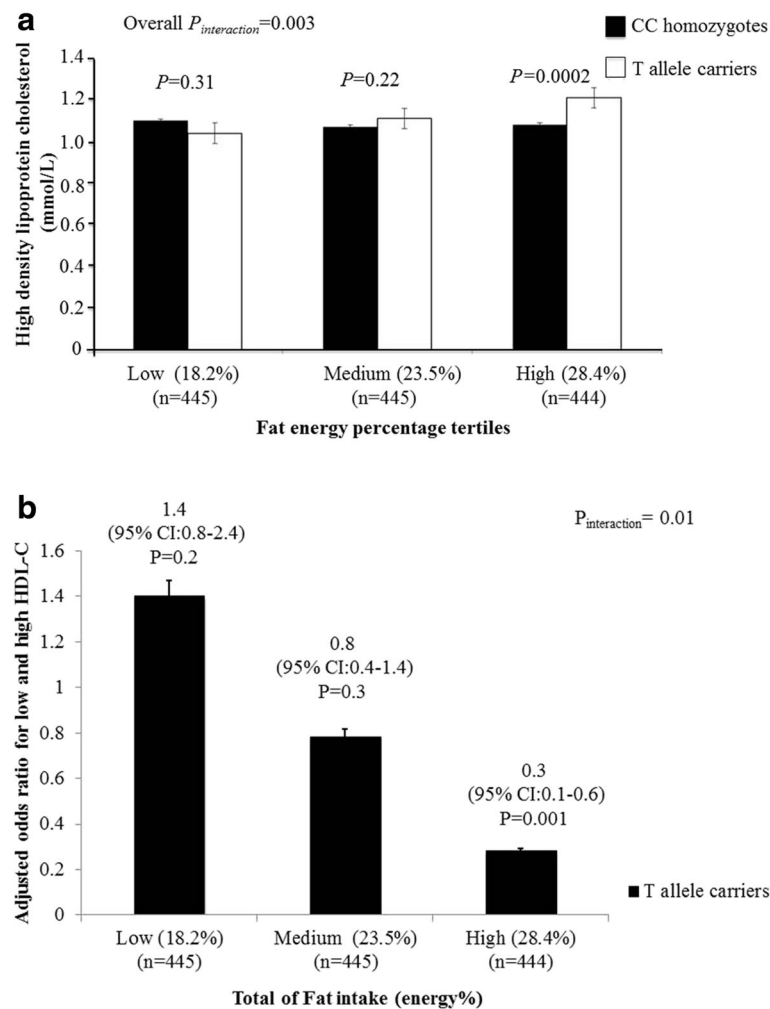 a
Overall Pinteraction=0.003
CC homozygotes
T allele carriers
High density lipoprotein cholesterol
(mmol/L)
1.4
1.2
1.0
0.8
0.6
0.4
0.2
0
P=0.31
P=0.22
P=0.0002
Low (18.2%)
(n=445)
Medium (23.5%)
(n=445)
High (28.4%)
(n=444)
Fat energy percentage tertiles
b
Pinteraction= 0.01
Adjusted odds ratio for low and high HDL-C
1.6
1.4
1.2
1
0.8
0.6
0.4
0.2
0
1.4
(95% CI:0.8-2.4)
P=0.2
0.8
(95% CI:0.4-1.4)
P=0.3
0.3
(95% CI:0.1-0.6)
P=0.001
T allele carriers
Low (18.2%)
(n=445)
Medium (23.5%)
(n=445)
High (28.4%)
(n=444)
Total of Fat intake (energy%)